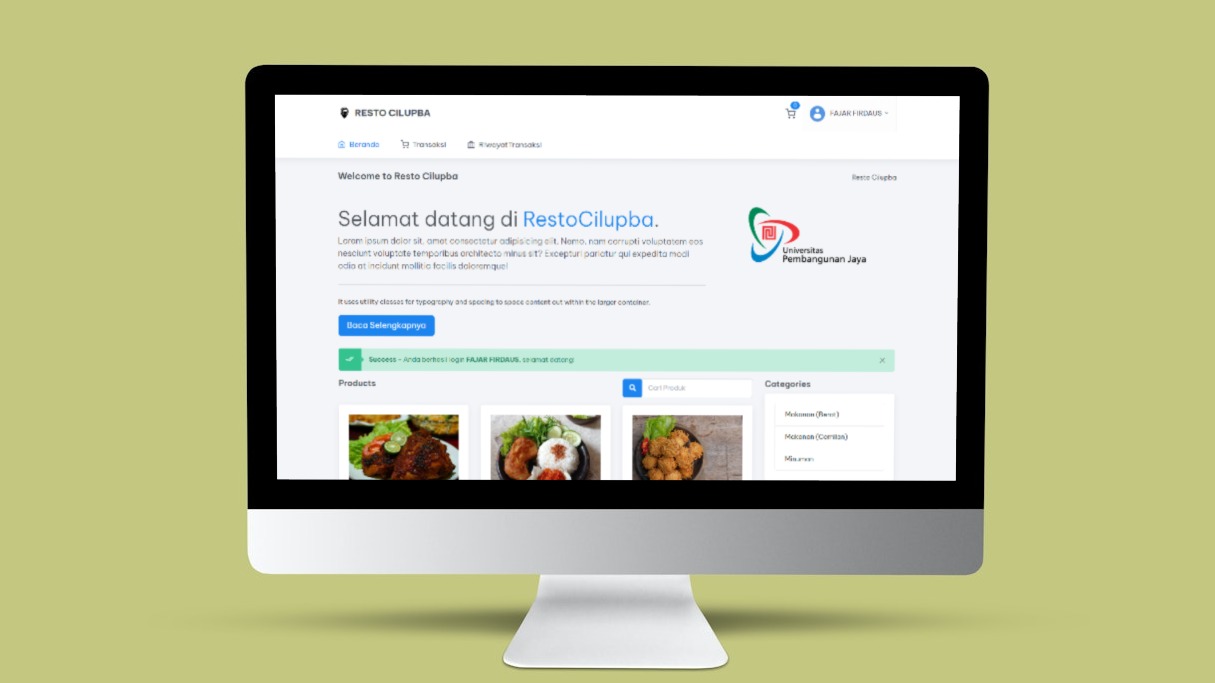 RESTO CILUPBA
0
FAJAR FIRDAUS
Beranda
Transaksi
Riwayat Transaksi
Welcome to Resto Cilupba
Resto Cilupba
Selamat datang di RestoCilupba.
Lorem ipsum dolor sit, amet consectetur adipisicing elit. Nemo, nam corrupti voluptatem eos
nesciunt voluptate temporibus architecto minus sit? Excepturi pariatur qui expedita modi
odio at incidunt mollitia facilis doloremque!
Universitas
Pembangunan Jaya
It uses utility classes for typography and spacing to space content out within the larger container.
Baca Selengkapnya
Success - Anda berhasil login FAJAR FIRDAUS, selamat datang!
Products
Cari Produk
Categories
Makanan (Berat)
Makanan (Cemilan)
Minuman